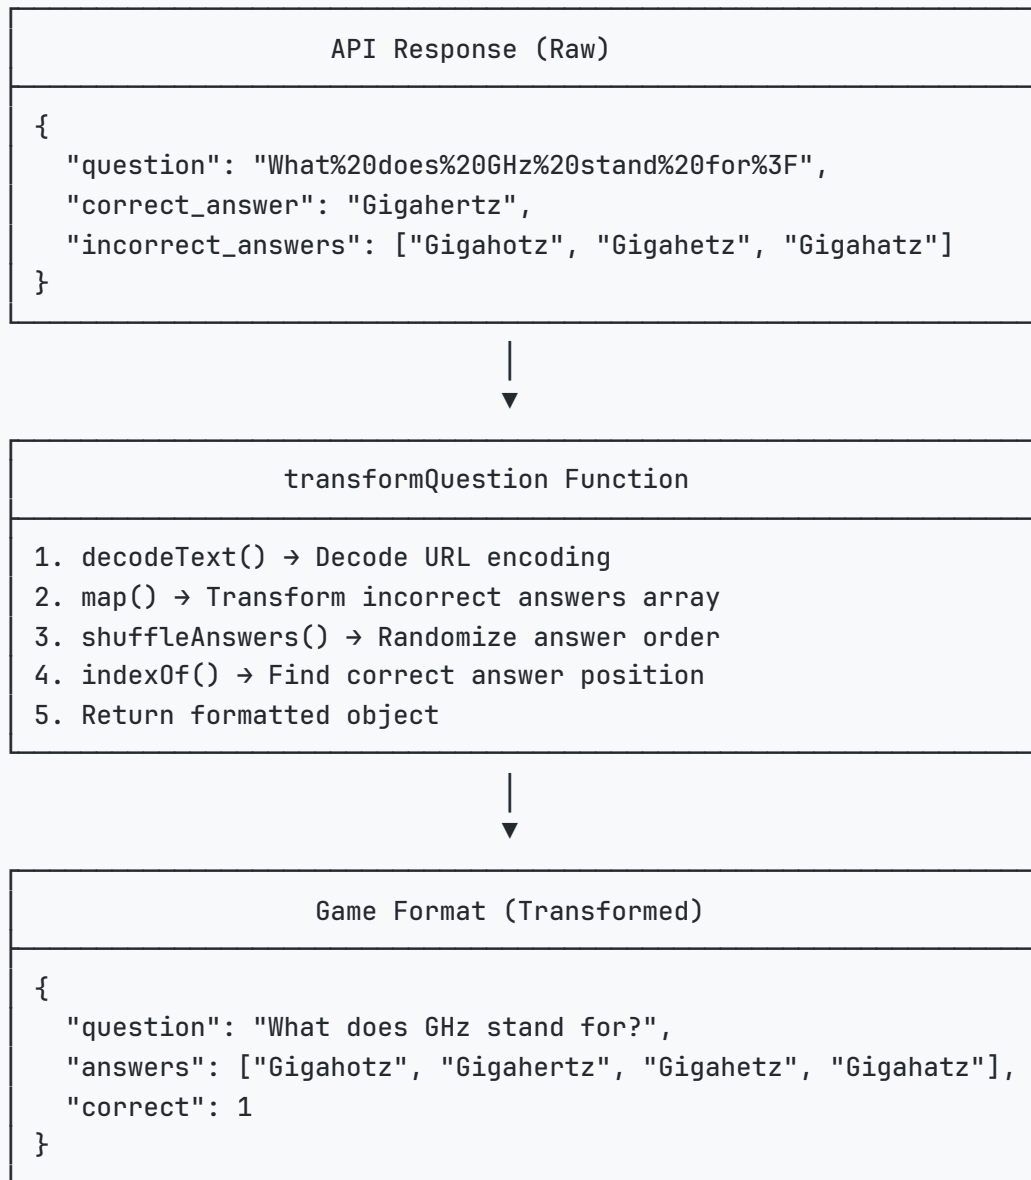 API Response (Raw)
{
  "question": "What%20does%20GHz%20stand%20for%3F",
  "correct_answer": "Gigahertz",
  "incorrect_answers": ["Gigahotz", "Gigahetz", "Gigahatz"]
}
transformQuestion Function
1. decodeText() → Decode URL encoding
2. map() → Transform incorrect answers array
3. shuffleAnswers() → Randomize answer order
4. indexOf() → Find correct answer position
5. Return formatted object
Game Format (Transformed)
{
  "question": "What does GHz stand for?",
  "answers": ["Gigahotz", "Gigahertz", "Gigahetz", "Gigahatz"],
  "correct": 1
}